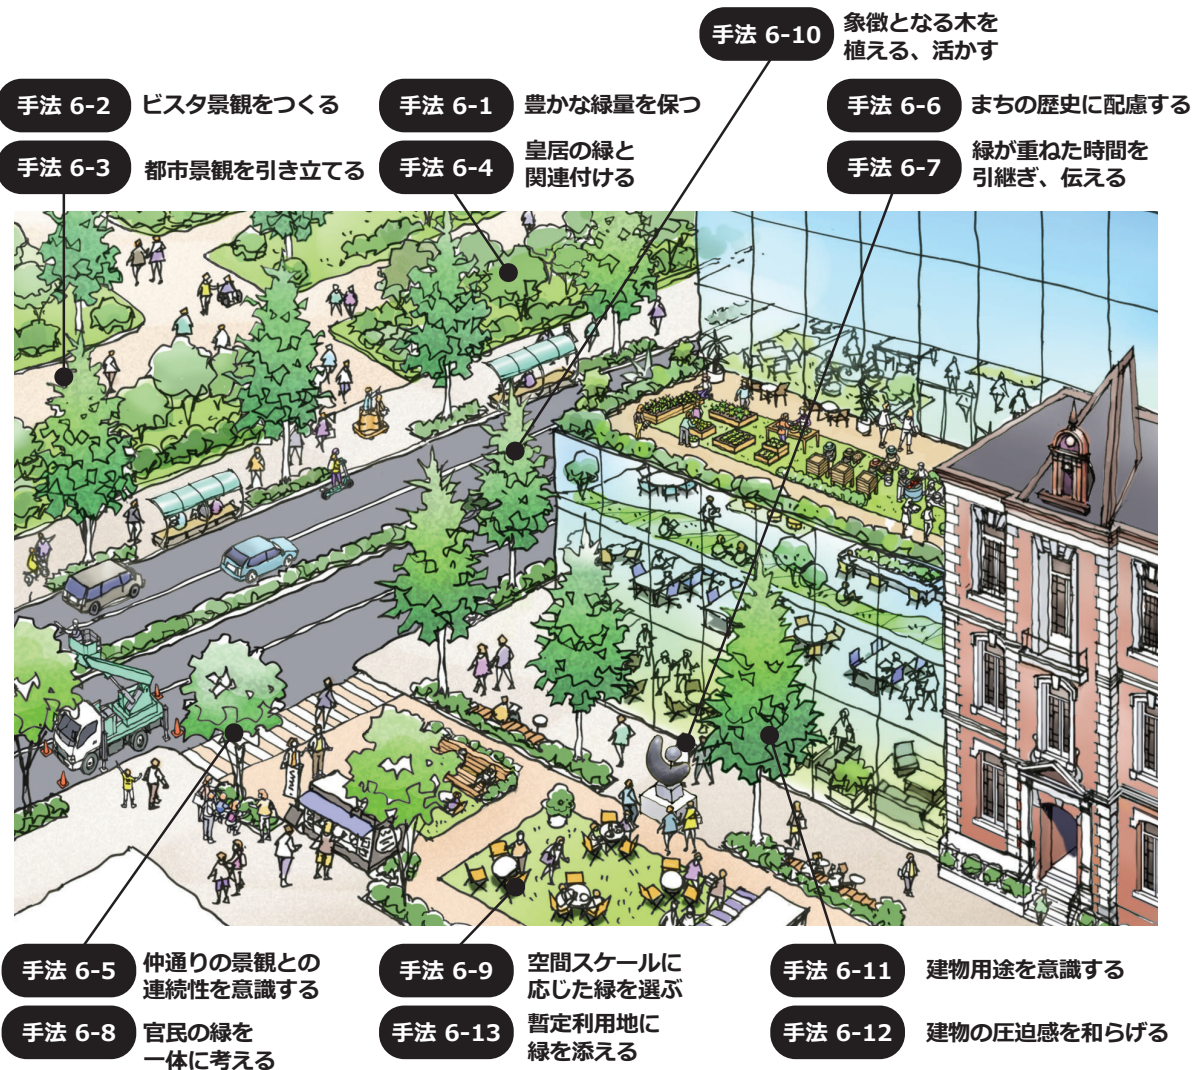 手法 6-10
象徴となる木を
植える、活かす
手法 6-2
ビスタ景観をつくる
手法 6-1
豊かな緑量を保つ
手法 6-6
まちの歴史に配慮する
手法 6-3
都市景観を引き立てる
手法 6-4
皇居の緑と
関連付ける
手法 6-7
緑が重ねた時間を
引継ぎ、伝える
手法 6-5
仲通りの景観との
連続性を意識する
手法 6-9
空間スケールに
応じた緑を選ぶ
手法 6-11
建物用途を意識する
手法 6-8
官民の緑を
一体に考える
手法 6-13
暫定利用地に
緑を添える
手法 6-12
建物の圧迫感を和らげる